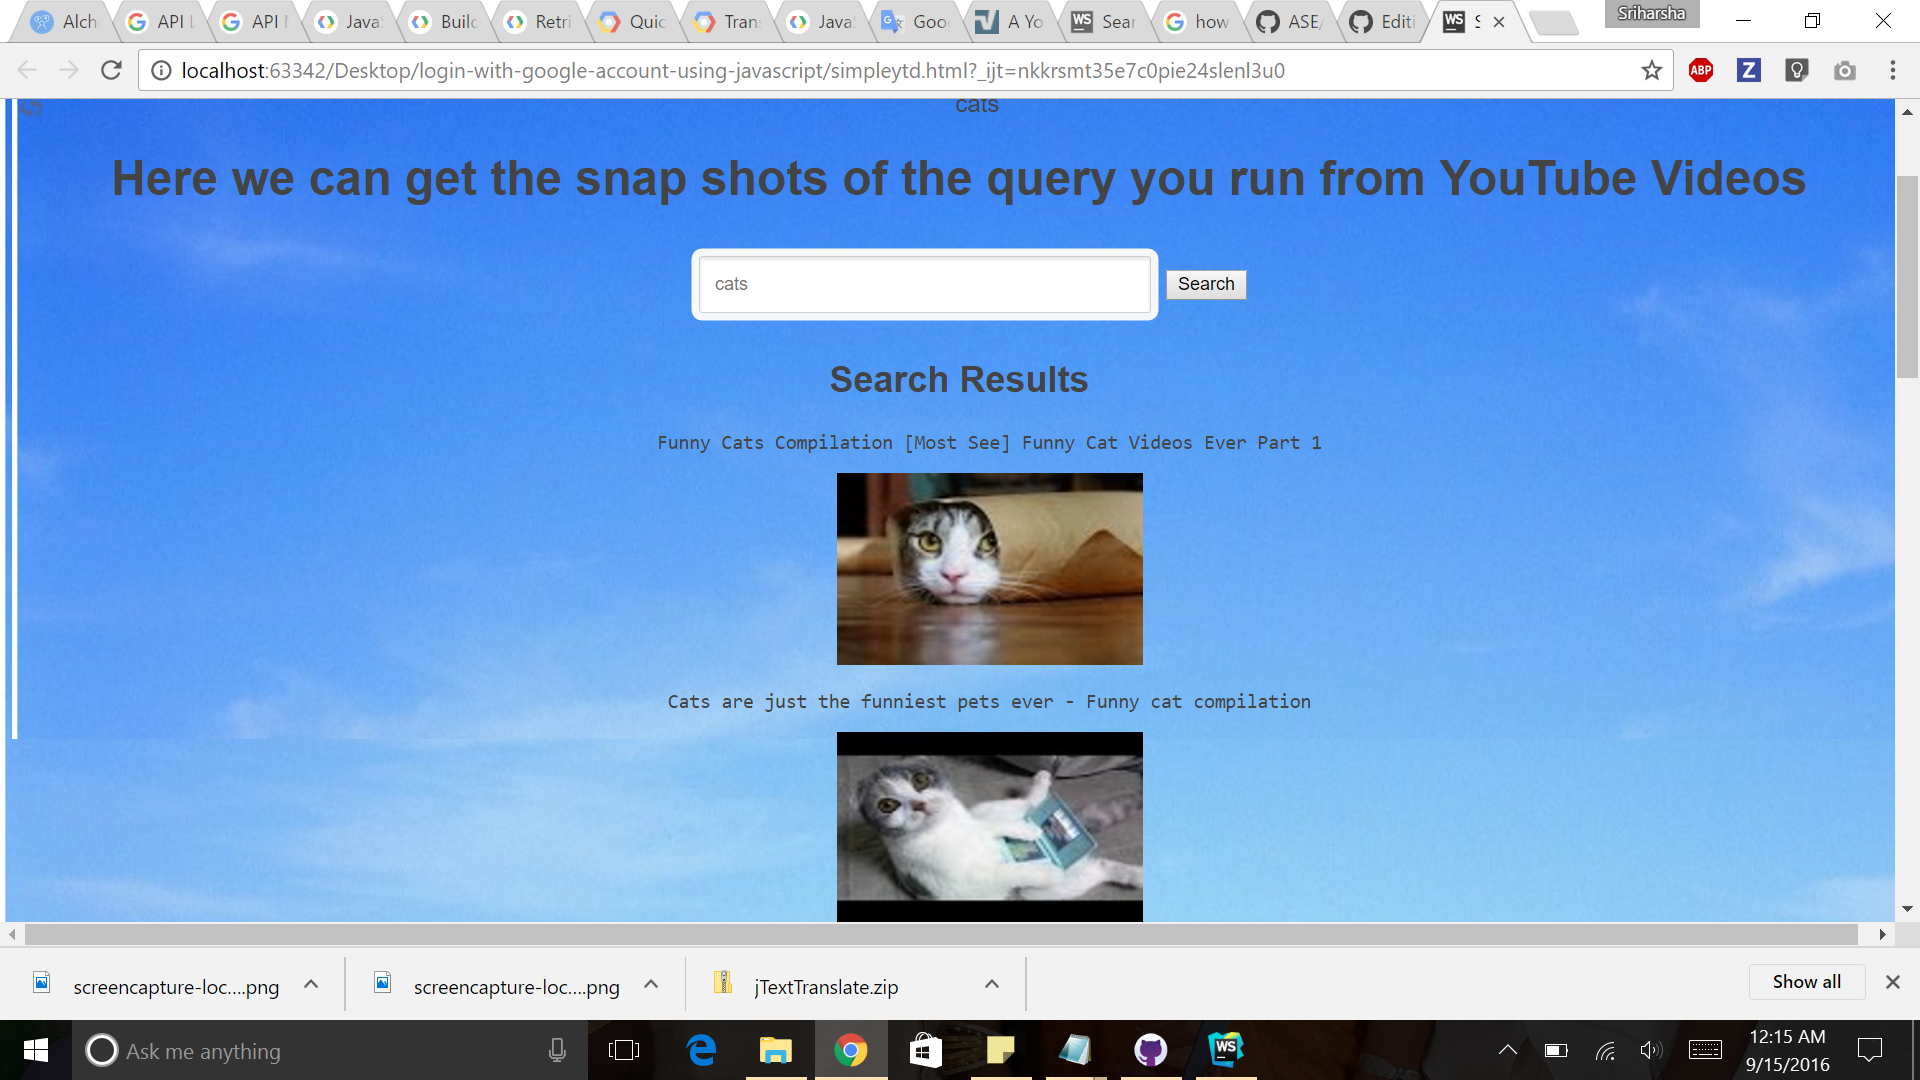 Sriharsha
Alch API L API N Java Build Retri Quic Tran Java Goo A Yo Sear how ASE/ Editi S
localhost:63342/Desktop/login-with-google-account-using-javascript/simpleytd.html?_ijt=nkkrsmt35e7c0pie24slenl3u0
ABP Z
cats
Here we can get the snap shots of the query you run from YouTube Videos
cats Search
Search Results
Funny Cats Compilation [Most See] Funny Cat Videos Ever Part 1
Cats are just the funniest pets ever - Funny cat compilation
screencapture-loc....png screencapture-loc....png jTextTranslate.zip Show all
Ask me anything WS 12:15 AM
9/15/2016